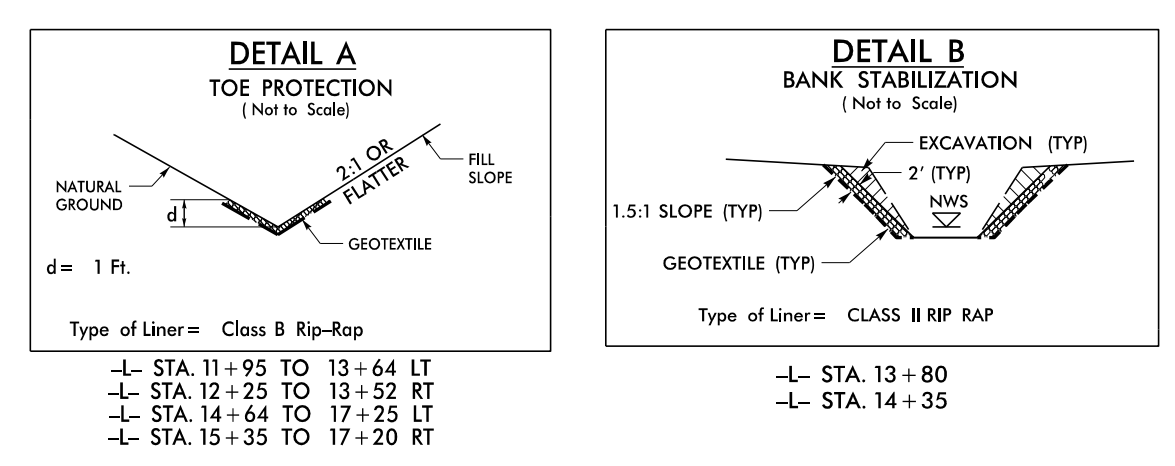 DETAIL A
TOE PROTECTION
( Not to Scale)
2:1 OR
FLATTER
FILL
SLOPE
NATURAL
GROUND
d
GEOTEXTILE
d = 1 Ft.
Type of Liner = Class B Rip-Rap
-L- STA. 11+95 TO 13+64 LT
-L- STA. 12+25 TO 13+52 RT
-L- STA. 14+64 TO 17+25 LT
-L- STA. 15+35 TO 17+20 RT
DETAIL B
BANK STABILIZATION
( Not to Scale)
EXCAVATION (TYP)
2' (TYP)
NWS
1.5:1 SLOPE (TYP)
GEOTEXTILE (TYP)
Type of Liner = CLASS II RIP RAP
-L- STA. 13+80
-L- STA. 14+35